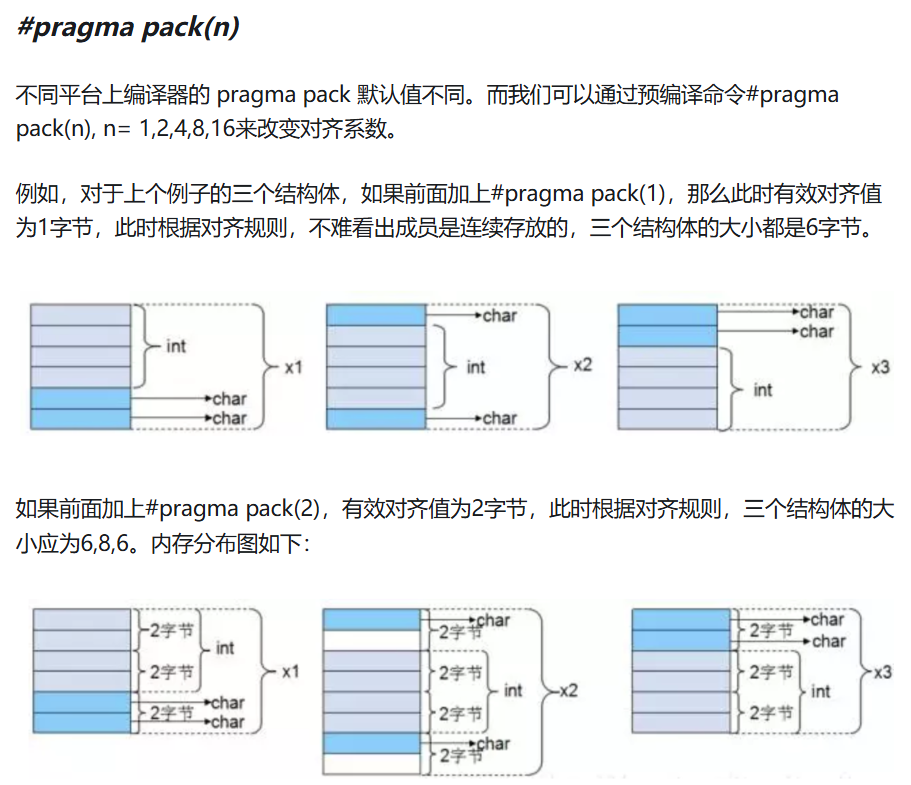 #pragma pack(n)
不同平台上编译器的 pragma pack 默认值不同。而我们可以通过预编译命令#pragma
pack(n), n= 1,2,4,8,16来改变对齐系数。
例如，对于上个例子的三个结构体，如果前面加上#pragma pack(1)，那么此时有效对齐值
为1字节，此时根据对齐规则，不难看出成员是连续存放的，三个结构体的大小都是6字节。
int
char
char
x1
char
int
char
x2
char
char
int
x3
如果前面加上#pragma pack(2)，有效对齐值为2字节，此时根据对齐规则，三个结构体的大
小应为6,8,6。内存分布图如下：
2字节
2字节
int
char
2字节
char
x1
char
2字节
2字节
2字节
int
char
2字节
x2
char
2字节
char
2字节
2字节
int
x3